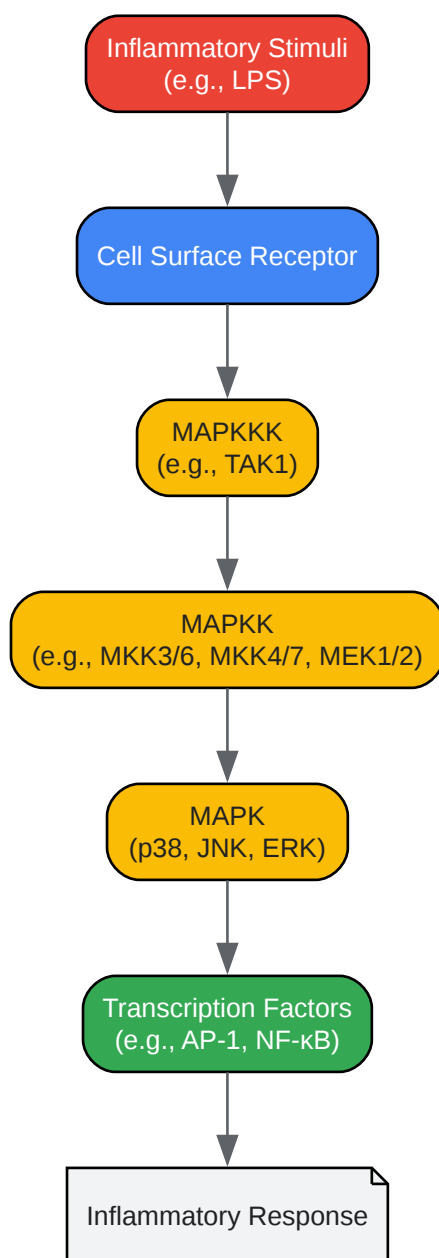 Inflammatory Stimuli
(e.g., LPS)
Cell Surface Receptor
MAPKKK
(e.g., TAK1)
MAPKK
(e.g., MKK3/6, MKK4/7, MEK1/2)
MAPK
(p38, JNK, ERK)
Transcription Factors
(e.g., AP-1, NF-κB)
Inflammatory Response